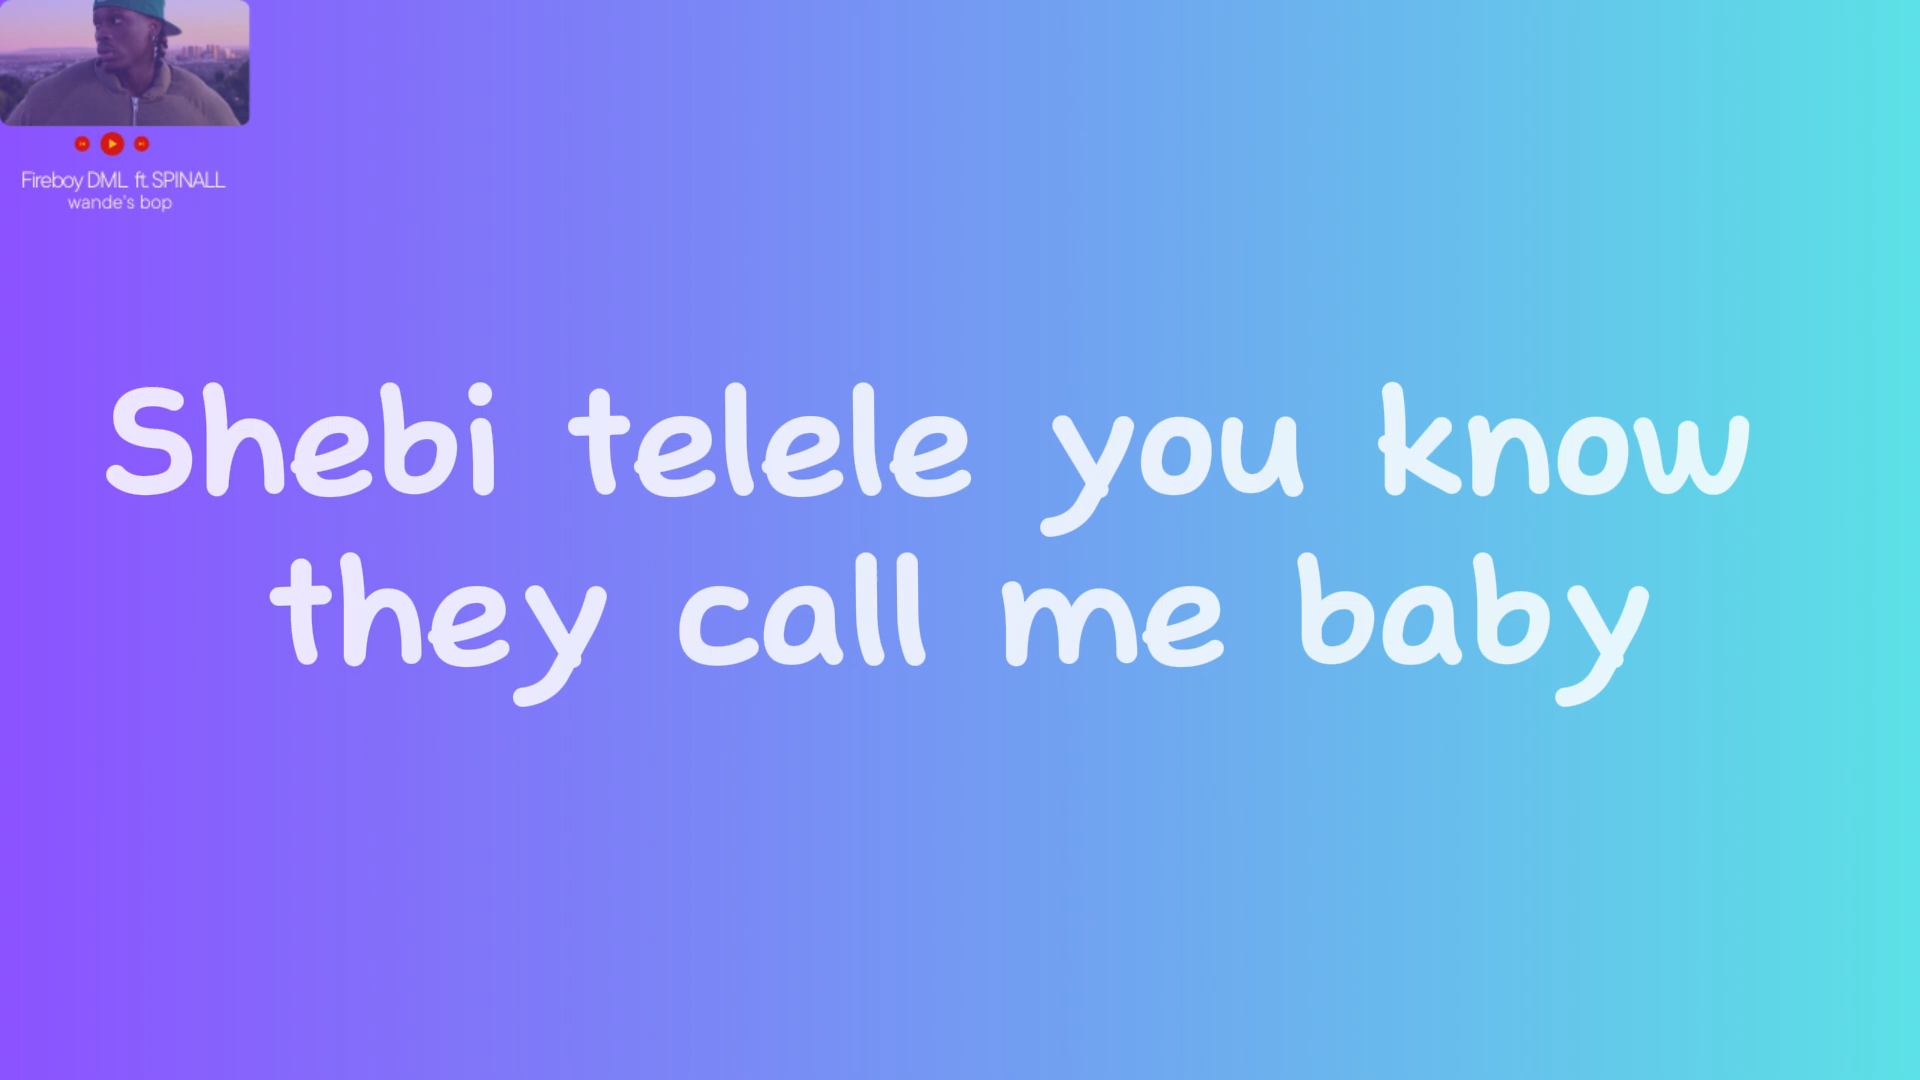 Fireboy DML ft. SPINALL
wande's bop
Shebi telele you know
they call me baby